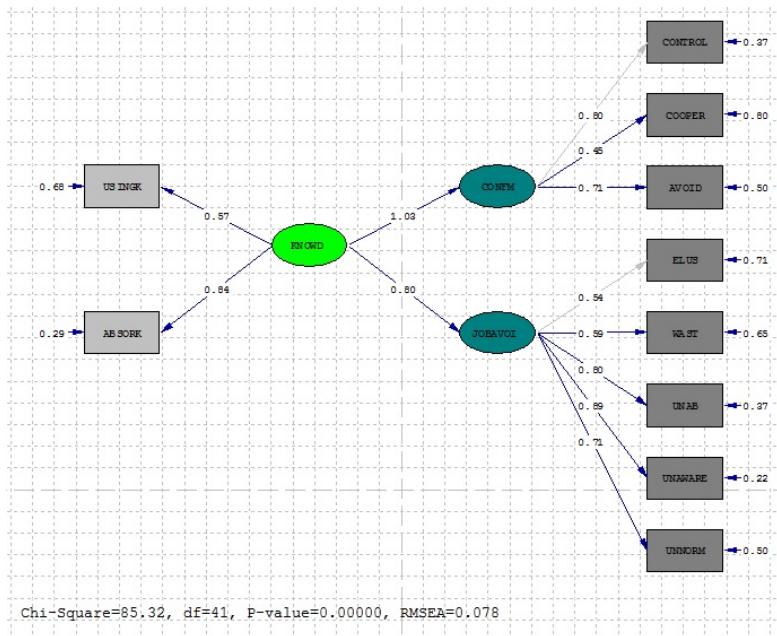 CONTROL
0.37
0.80
COOPER
0.80
0.45
0.68
USINGK
CONFM
0.71
AVOID
0.50
0.57
1.03
KNOWD
ELUS
0.71
0.84
0.80
0.54
0.29
ABSORK
JOBAVOI
0.59
WAST
0.65
0.80
UNAB
0.37
0.89
0.71
UNAWARE
0.22
UNNORM
0.50
Chi-Square=85.32, df=41, P-value=0.00000, RMSEA=0.078